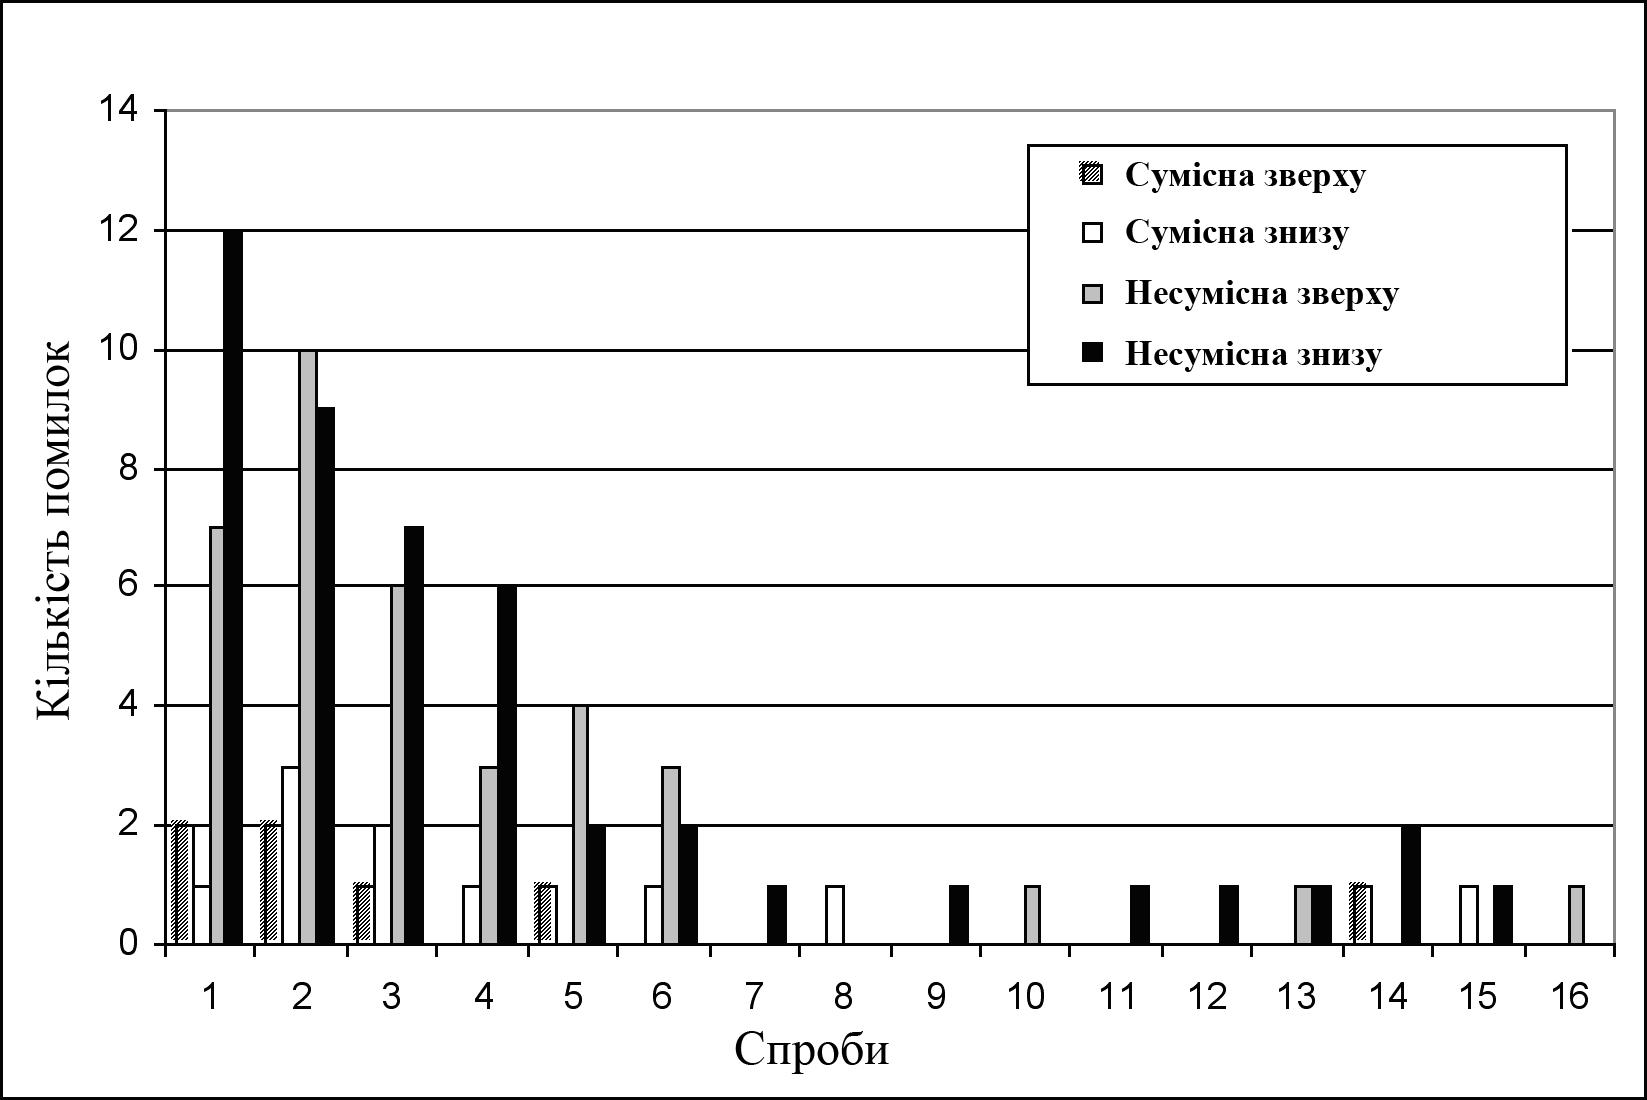 Кількість помилок
14
12
10
8
6
4
2
0
Сумісна зверху
Сумісна знизу
Несумісна зверху
Несумісна знизу
1 2 3 4 5 6 7 8 9 10 11 12 13 14 15 16
Спроби